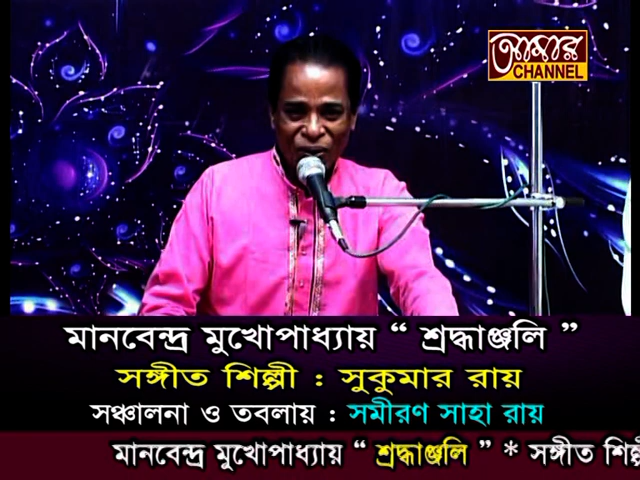 আমার
CHANNEL
মানবেন্দ্র মুখোপাধ্যায় “ শ্রদ্ধাঞ্জলি ”
সঙ্গীত শিল্পী : সুকুমার রায়
সঞ্চালনা ও তবলায় : সমীরণ সাহা রায়
মানবেন্দ্র মুখোপাধ্যায় “ শ্রদ্ধাঞ্জলি ” * সঙ্গীত শিল্পী